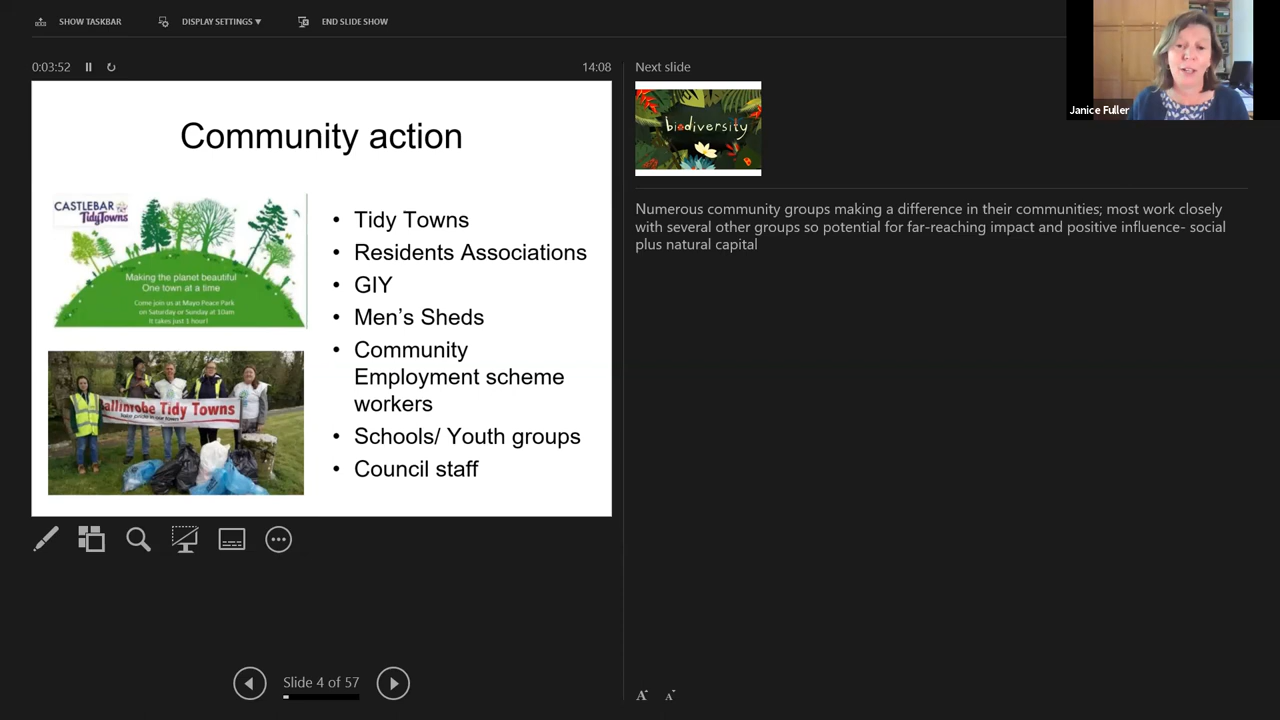 SHOW TASKBAR
DISPLAY SETTINGS ▼
END SLIDE SHOW
0:03:52
14:08
Community action
CASTLEBAR
TidyTowns
Making the planet beautiful
One town at a time
Come join us at Mayo Peace Park
on Saturday or Sunday at 10am
It takes just 1 hour!
allinrobe Tidy Towns
• Tidy Towns
• Residents Associations
• GIY
• Men's Sheds
• Community
Employment scheme
workers
• Schools/ Youth groups
• Council staff
Slide 4 of 57
Next slide
biodiversity
Numerous community groups making a difference in their communities; most work closely
with several other groups so potential for far-reaching impact and positive influence- social
plus natural capital
A A
Janice Fuller